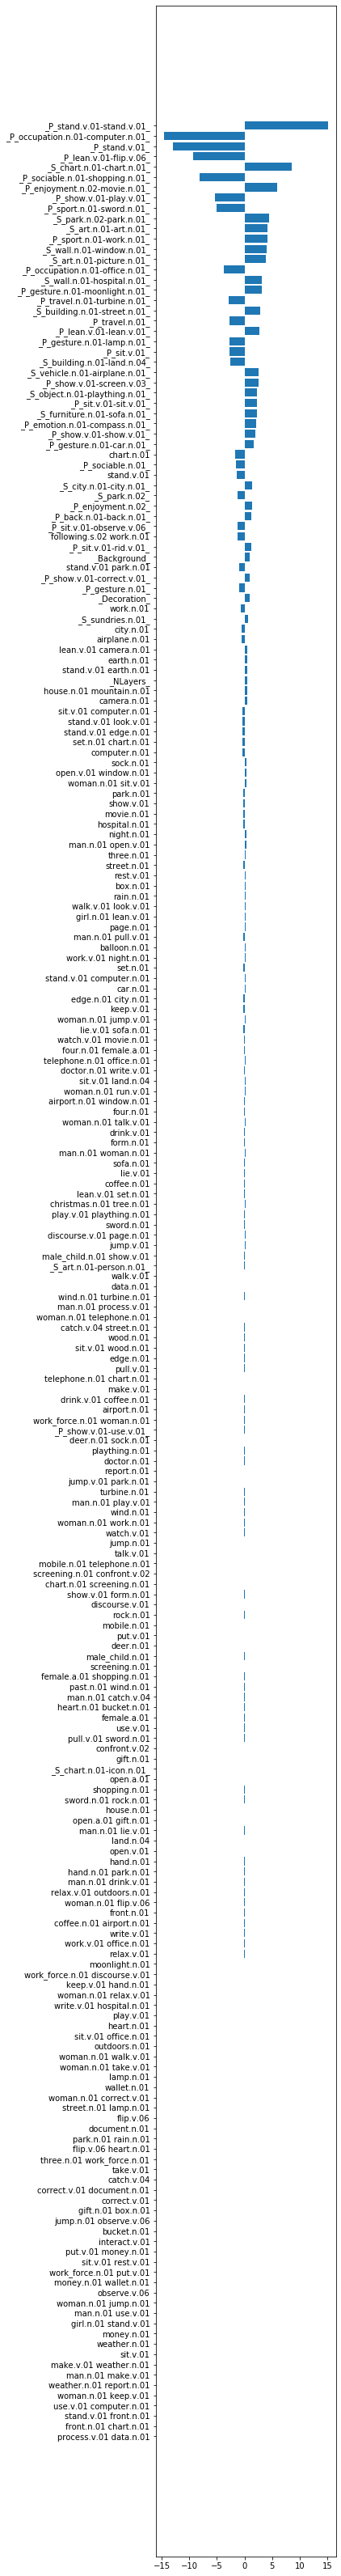 _P_stand.v.01-stand.v.01_
_P_occupation.n.01-computer.n.01_
_P_stand.v.01_
_P_lean.v.01-flip.v.06_
_S_chart.n.01-chart.n.01_
_P_sociable.n.01-shopping.n.01_
_P_enjoyment.n.02-movie.n.01_
_P_show.v.01-play.v.01_
_P_sport.n.01-sword.n.01_
_S_park.n.02-park.n.01_
_S_art.n.01-art.n.01_
_P_sport.n.01-work.n.01_
_S_wall.n.01-window.n.01_
_S_art.n.01-picture.n.01_
_P_occupation.n.01-office.n.01_
_S_wall.n.01-hospital.n.01_
_P_gesture.n.01-moonlight.n.01_
_P_travel.n.01-turbine.n.01_
_S_building.n.01-street.n.01_
_P_travel.n.01_
_P_lean.v.01-lean.v.01_
_P_gesture.n.01-lamp.n.01_
_P_sit.v.01_
_S_building.n.01-land.n.04_
_S_vehicle.n.01-airplane.n.01_
_P_show.v.01-screen.v.03_
_S_object.n.01-plaything.n.01_
_P_sit.v.01-sit.v.01_
_S_furniture.n.01-sofa.n.01_
_P_emotion.n.01-compass.n.01_
_P_show.v.01-show.v.01_
_P_gesture.n.01-car.n.01_
chart.n.01
_P_sociable.n.01_
stand.v.01
_S_city.n.01-city.n.01_
_S_park.n.02_
_P_enjoyment.n.02_
_P_back.n.01-back.n.01_
_P_sit.v.01-observe.v.06_
following.s.02 work.n.01
_P_sit.v.01-rid.v.01_
_Background_
stand.v.01 park.n.01
_P_show.v.01-correct.v.01_
_P_gesture.n.01_
_Decoration_
work.n.01
_S_sundries.n.01_
city.n.01
airplane.n.01
lean.v.01 camera.n.01
earth.n.01
stand.v.01 earth.n.01
_NLayers_
house.n.01 mountain.n.01
camera.n.01
sit.v.01 computer.n.01
stand.v.01 look.v.01
stand.v.01 edge.n.01
set.n.01 chart.n.01
computer.n.01
sock.n.01
open.v.01 window.n.01
woman.n.01 sit.v.01
park.n.01
show.v.01
movie.n.01
hospital.n.01
night.n.01
man.n.01 open.v.01
three.n.01
street.n.01
rest.v.01
box.n.01
rain.n.01
walk.v.01 look.v.01
girl.n.01 lean.v.01
page.n.01
man.n.01 pull.v.01
balloon.n.01
work.v.01 night.n.01
set.n.01
stand.v.01 computer.n.01
car.n.01
edge.n.01 city.n.01
keep.v.01
woman.n.01 jump.v.01
lie.v.01 sofa.n.01
watch.v.01 movie.n.01
four.n.01 female.a.01
telephone.n.01 office.n.01
doctor.n.01 write.v.01
sit.v.01 land.n.04
woman.n.01 run.v.01
airport.n.01 window.n.01
four.n.01
woman.n.01 talk.v.01
drink.v.01
form.n.01
man.n.01 woman.n.01
sofa.n.01
lie.v.01
coffee.n.01
lean.v.01 set.n.01
christmas.n.01 tree.n.01
play.v.01 plaything.n.01
sword.n.01
discourse.v.01 page.n.01
jump.v.01
male_child.n.01 show.v.01
_S_art.n.01-person.n.01_
walk.v.01
data.n.01
wind.n.01 turbine.n.01
man.n.01 process.v.01
woman.n.01 telephone.n.01
catch.v.04 street.n.01
wood.n.01
sit.v.01 wood.n.01
edge.n.01
pull.v.01
telephone.n.01 chart.n.01
make.v.01
drink.v.01 coffee.n.01
airport.n.01
work_force.n.01 woman.n.01
_P_show.v.01-use.v.01_
deer.n.01 sock.n.01
plaything.n.01
doctor.n.01
report.n.01
jump.v.01 park.n.01
turbine.n.01
man.n.01 play.v.01
wind.n.01
woman.n.01 work.n.01
watch.v.01
jump.n.01
talk.v.01
mobile.n.01 telephone.n.01
screening.n.01 confront.v.02
chart.n.01 screening.n.01
show.v.01 form.n.01
discourse.v.01
rock.n.01
mobile.n.01
put.v.01
deer.n.01
male_child.n.01
screening.n.01
female.a.01 shopping.n.01
past.n.01 wind.n.01
man.n.01 catch.v.04
heart.n.01 bucket.n.01
female.a.01
use.v.01
pull.v.01 sword.n.01
confront.v.02
gift.n.01
_S_chart.n.01-icon.n.01_
open.a.01
shopping.n.01
sword.n.01 rock.n.01
house.n.01
open.a.01 gift.n.01
man.n.01 lie.v.01
land.n.04
open.v.01
hand.n.01
hand.n.01 park.n.01
man.n.01 drink.v.01
relax.v.01 outdoors.n.01
woman.n.01 flip.v.06
front.n.01
coffee.n.01 airport.n.01
write.v.01
work.v.01 office.n.01
relax.v.01
moonlight.n.01
work_force.n.01 discourse.v.01
keep.v.01 hand.n.01
woman.n.01 relax.v.01
write.v.01 hospital.n.01
play.v.01
heart.n.01
sit.v.01 office.n.01
outdoors.n.01
woman.n.01 walk.v.01
woman.n.01 take.v.01
lamp.n.01
wallet.n.01
woman.n.01 correct.v.01
street.n.01 lamp.n.01
flip.v.06
document.n.01
park.n.01 rain.n.01
flip.v.06 heart.n.01
three.n.01 work_force.n.01
take.v.01
catch.v.04
correct.v.01 document.n.01
correct.v.01
gift.n.01 box.n.01
jump.n.01 observe.v.06
bucket.n.01
interact.v.01
put.v.01 money.n.01
sit.v.01 rest.v.01
work_force.n.01 put.v.01
money.n.01 wallet.n.01
observe.v.06
woman.n.01 jump.n.01
man.n.01 use.v.01
girl.n.01 stand.v.01
money.n.01
weather.n.01
sit.v.01
make.v.01 weather.n.01
man.n.01 make.v.01
weather.n.01 report.n.01
woman.n.01 keep.v.01
use.v.01 computer.n.01
stand.v.01 front.n.01
front.n.01 chart.n.01
process.v.01 data.n.01
−15 −10 −5 0 5 10 15